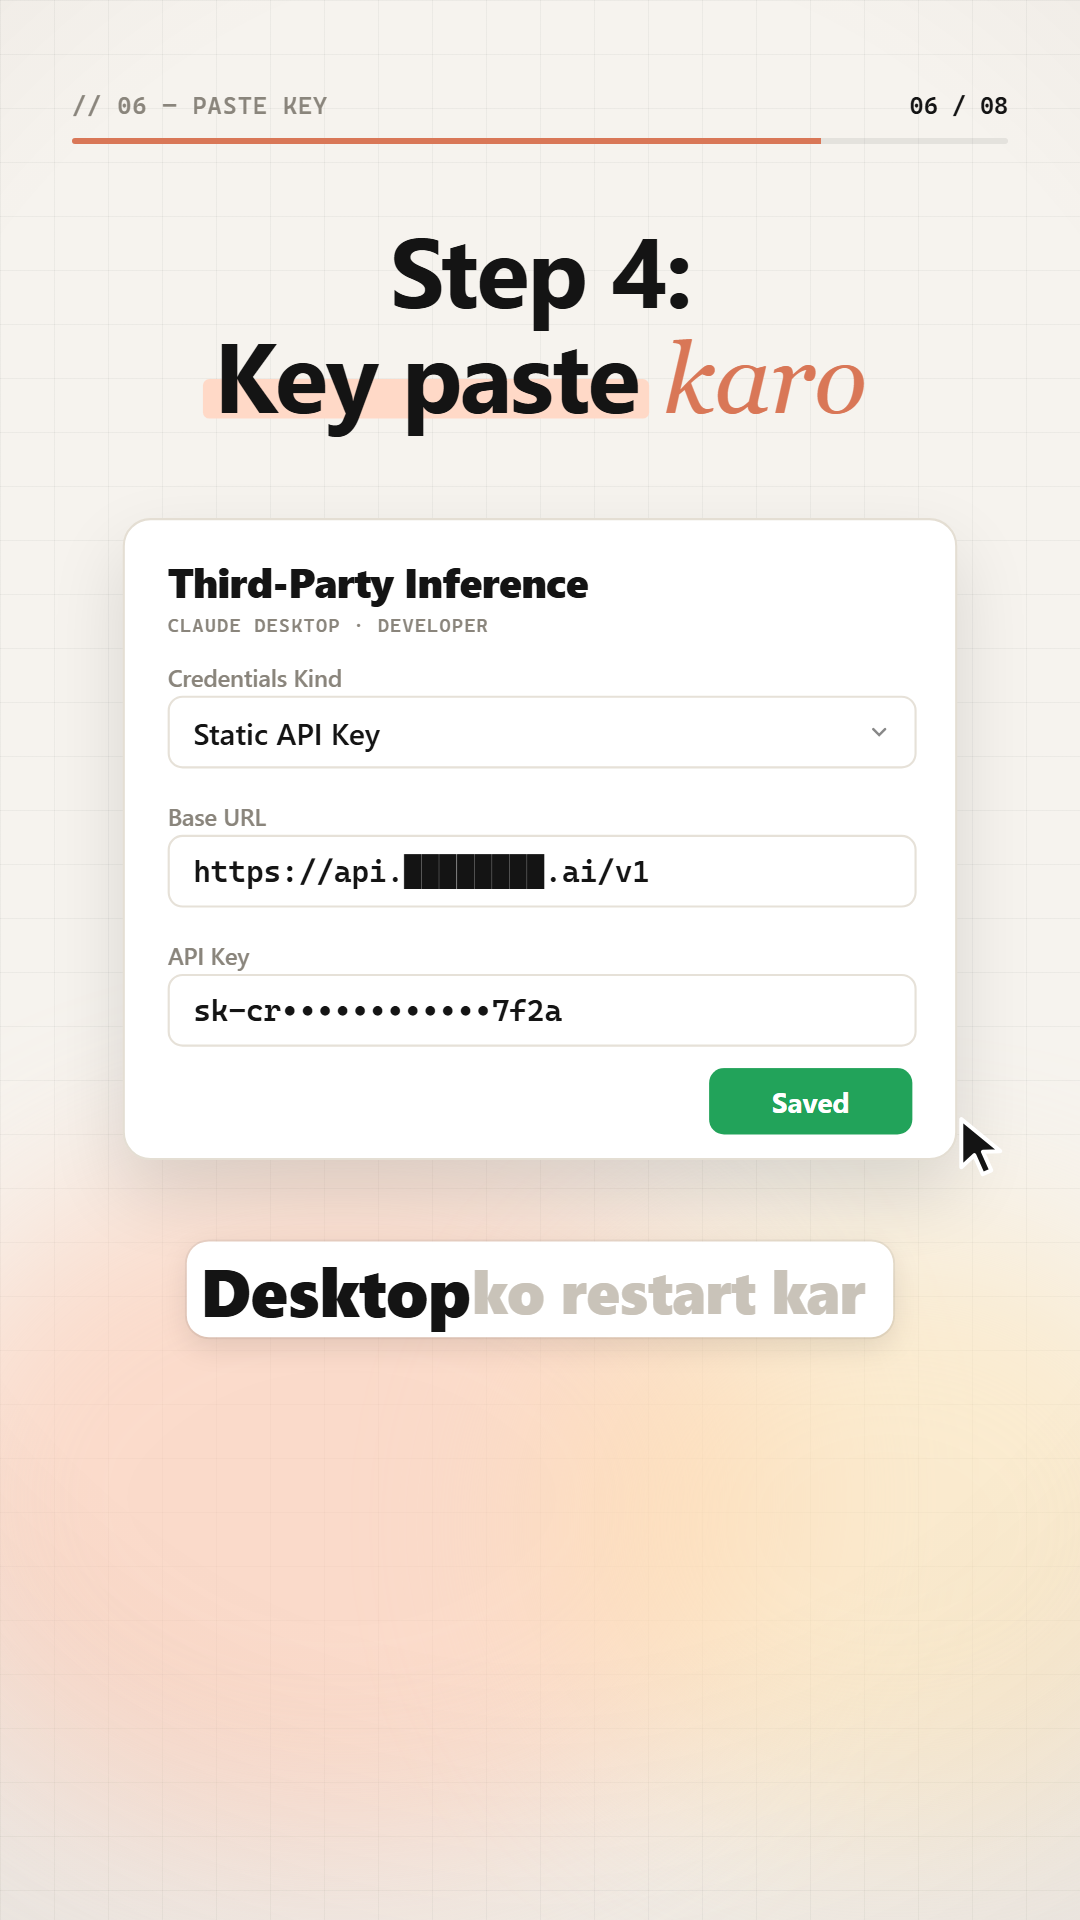 // 06 — PASTE KEY
06 / 08
Step 4:
Key paste karo
Third-Party Inference
CLAUDE DESKTOP · DEVELOPER
Credentials Kind
Static API Key
Base URL
https://api.████████.ai/v1
API Key
sk-cr••••••••••••7f2a
Saved
Desktop ko restart kar